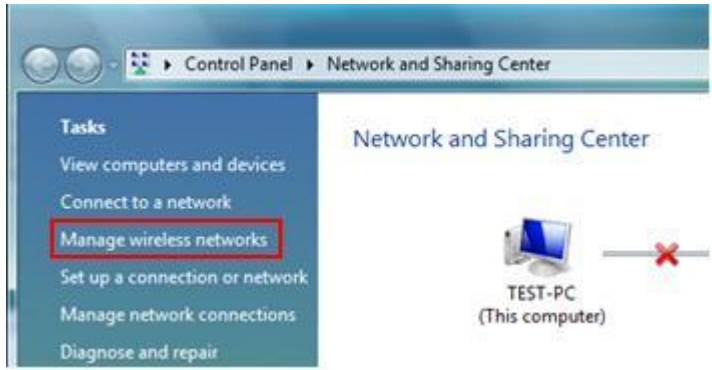 Control Panel ▸ Network and Sharing Center
Tasks
View computers and devices
Connect to a network
Manage wireless networks
Set up a connection or network
Manage network connections
Diagnose and repair
Network and Sharing Center
TEST-PC
(This computer)